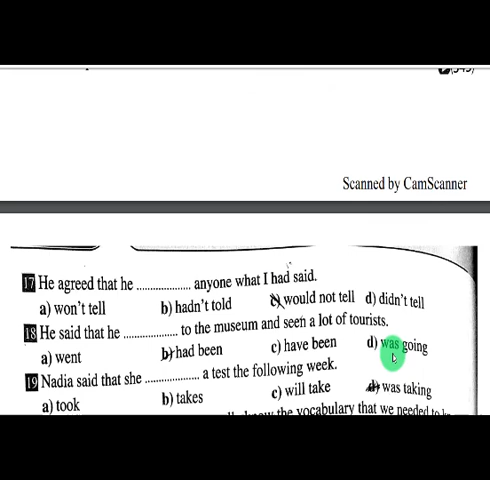 Scanned by CamScanner
17 He agreed that he ................... anyone what I had said.
a) won't tell b) hadn't told c) would not tell d) didn't tell
18 He said that he ................... to the museum and seen a lot of tourists.
a) went b) had been c) have been d) was going
19 Nadia said that she ................... a test the following week.
a) took b) takes c) will take d) was taking
the vocabulary that we needed to